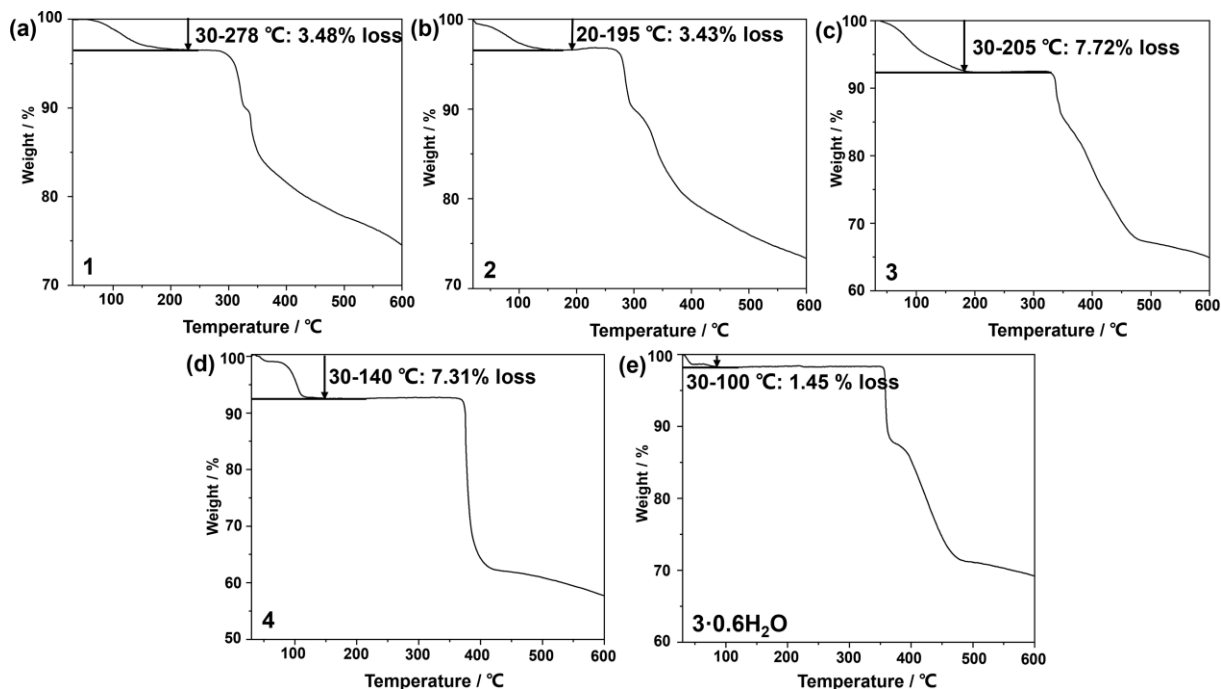 (a)
100
90
80
70
Weight / %
30-278 ℃: 3.48% loss
1
100 200 300 400 500 600
Temperature / ℃
(b)
100
90
80
70
Weight / %
20-195 ℃: 3.43% loss
2
100 200 300 400 500 600
Temperature / ℃
(c)
100
90
80
70
60
Weight / %
30-205 ℃: 7.72% loss
3
100 200 300 400 500 600
Temperature / ℃
(d)
100
90
80
70
60
50
Weight / %
30-140 ℃: 7.31% loss
4
100 200 300 400 500 600
Temperature / ℃
(e)
100
90
80
70
60
Weight / %
30-100 ℃: 1.45 % loss
3·0.6H₂O
100 200 300 400 500 600
Temperature / ℃